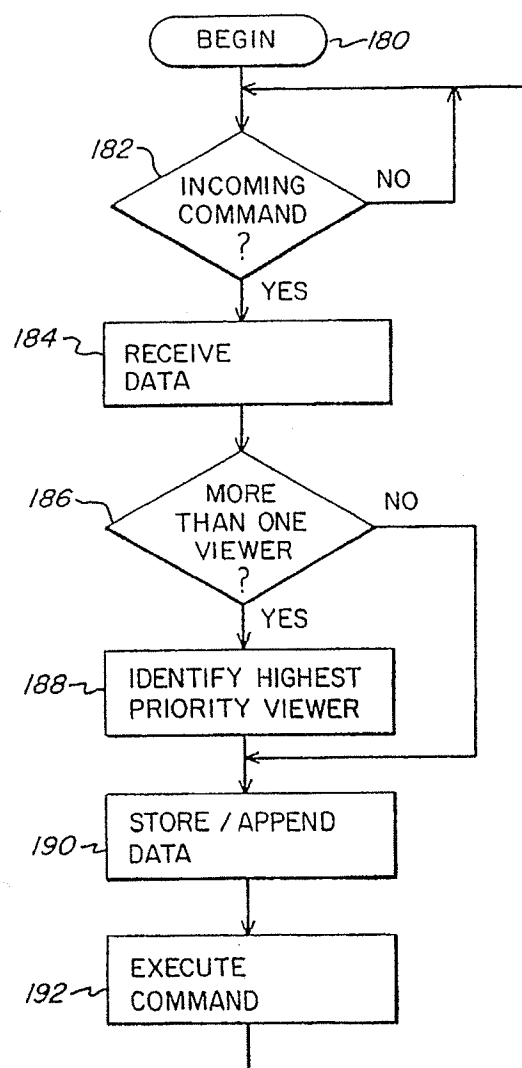 BEGIN
180
182
INCOMING
COMMAND
?
NO
YES
184
RECEIVE
DATA
186
MORE
THAN ONE
VIEWER
?
NO
YES
188
IDENTIFY HIGHEST
PRIORITY VIEWER
190
STORE / APPEND
DATA
192
EXECUTE
COMMAND